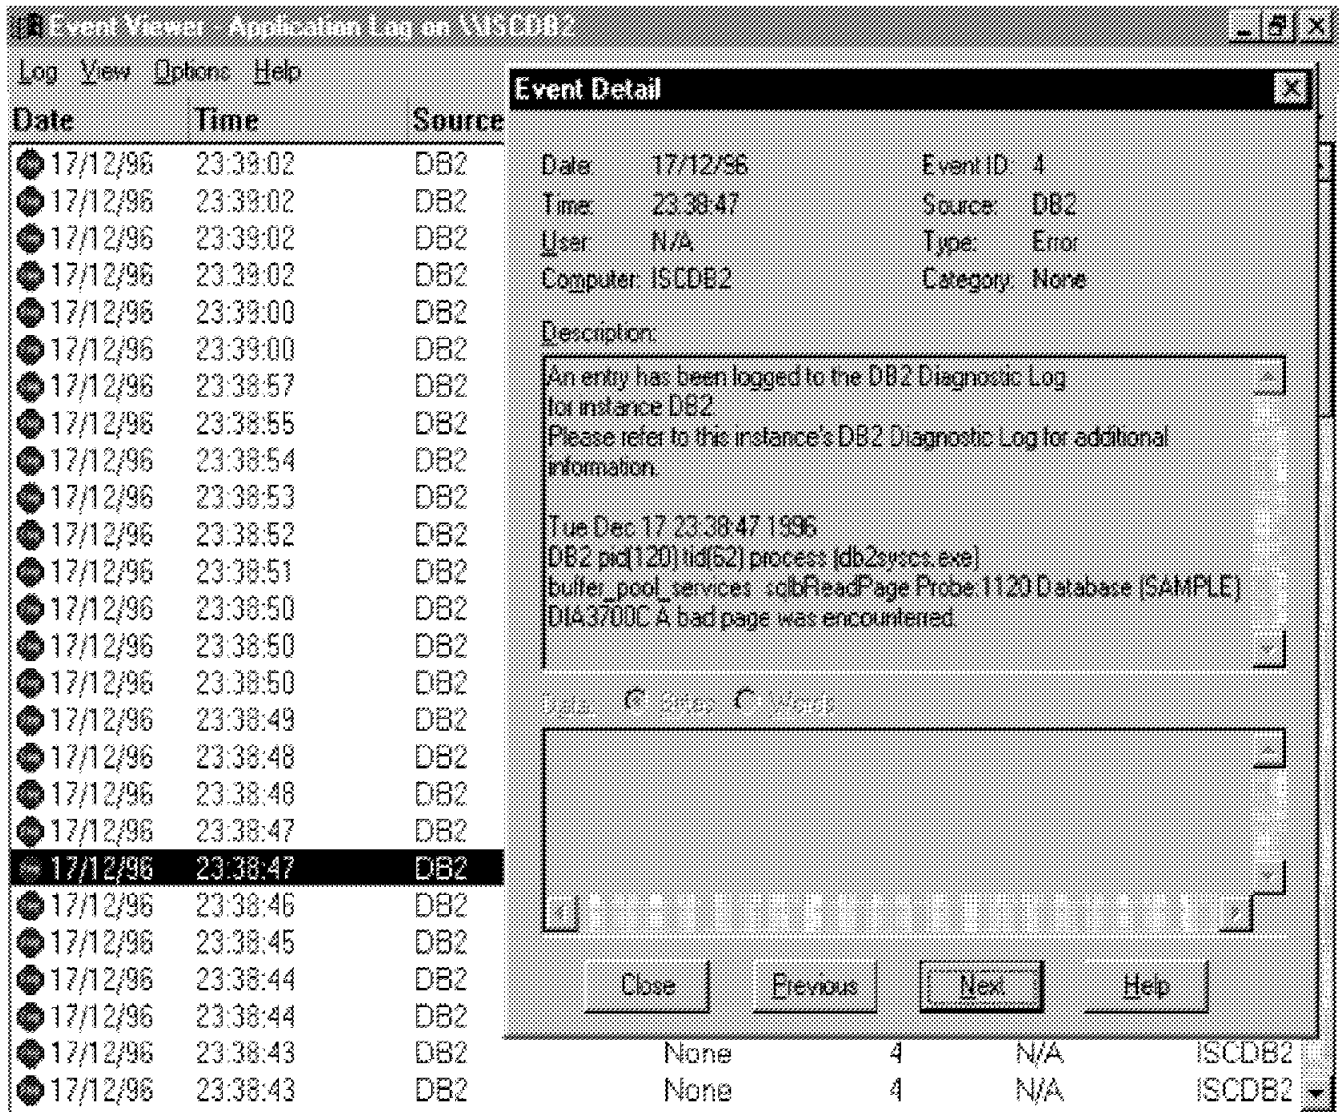 Event Viewer - Application Log on \\ISCDB2
Log View Options Help
Date Time Source
17/12/96 23:39:02 DB2
17/12/96 23:39:02 DB2
17/12/96 23:39:02 DB2
17/12/96 23:39:02 DB2
17/12/96 23:39:00 DB2
17/12/96 23:39:00 DB2
17/12/96 23:38:57 DB2
17/12/96 23:38:55 DB2
17/12/96 23:38:54 DB2
17/12/96 23:38:53 DB2
17/12/96 23:38:52 DB2
17/12/96 23:38:51 DB2
17/12/96 23:38:50 DB2
17/12/96 23:38:50 DB2
17/12/96 23:38:50 DB2
17/12/96 23:38:49 DB2
17/12/96 23:38:48 DB2
17/12/96 23:38:48 DB2
17/12/96 23:38:47 DB2
17/12/96 23:38:47 DB2
17/12/96 23:38:46 DB2
17/12/96 23:38:45 DB2
17/12/96 23:38:44 DB2
17/12/96 23:38:44 DB2
17/12/96 23:38:43 DB2 None 4 N/A ISCDB2
17/12/96 23:38:43 DB2 None 4 N/A ISCDB2
Event Detail
Date: 17/12/96 Event ID: 4
Time: 23:38:47 Source: DB2
User: N/A Type: Error
Computer: ISCDB2 Category: None
Description:
An entry has been logged to the DB2 Diagnostic Log
for instance DB2.
Please refer to this instance's DB2 Diagnostic Log for additional
information.
Tue Dec 17 23:38:47 1996
DB2 pid(120) tid(62) process (db2syscs.exe)
buffer_pool_services sqlbReadPage Probe:1120 Database (SAMPLE)
DIA3700C A bad page was encounterred.
Data: Bytes Words
Close Previous Next Help